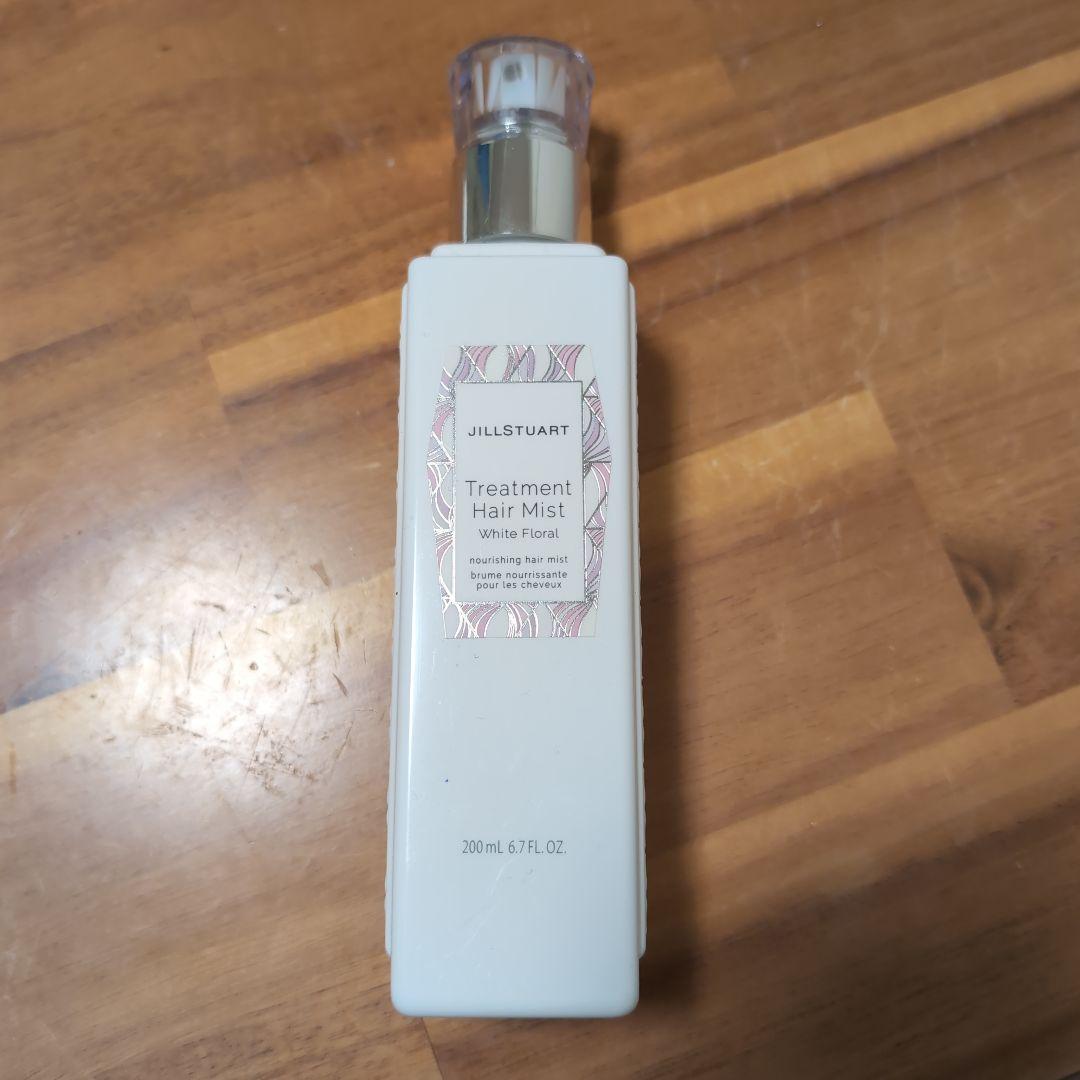 JILLSTUART
Treatment
Hair Mist
White Floral
nourishing hair mist
brume nourrissante
pour les cheveux
200 mL 6.7 FL. OZ.